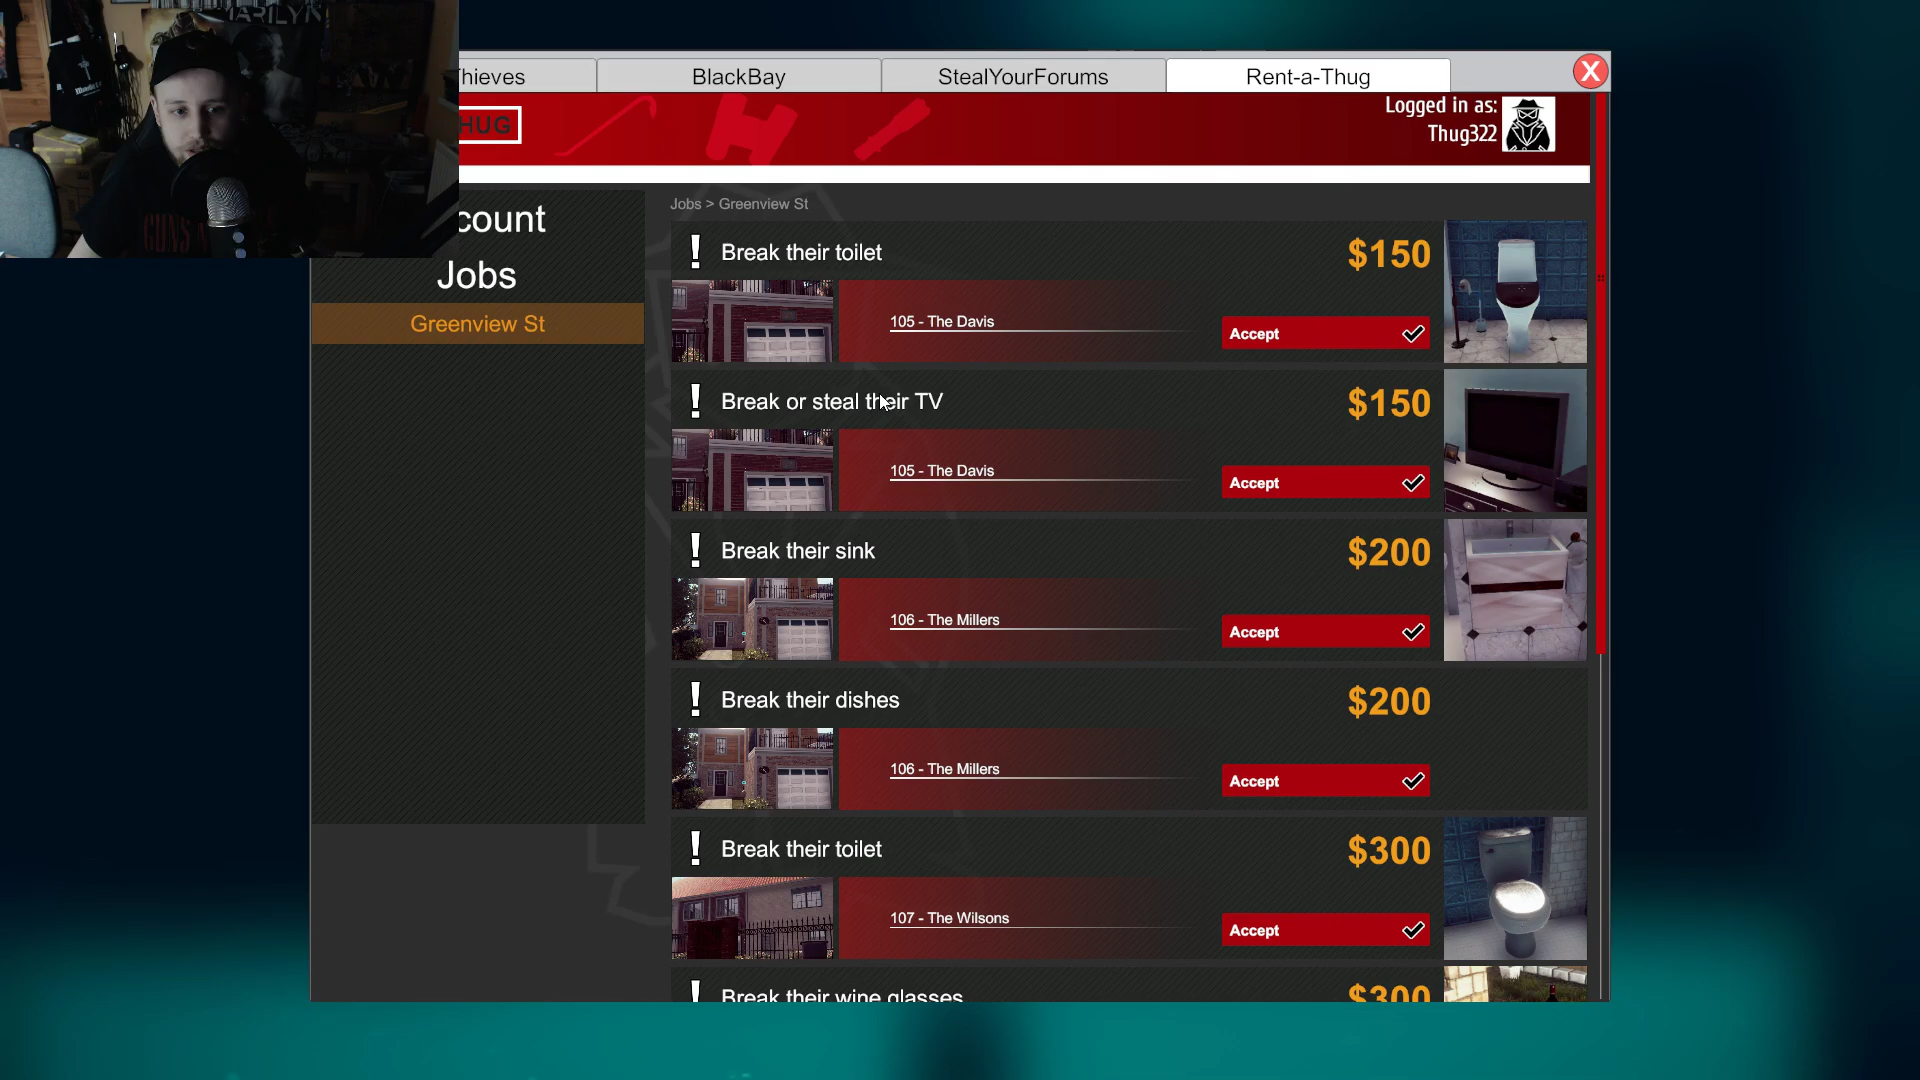 MARILYN
Thieves
BlackBay
StealYourForums
Rent-a-Thug
X
HUG
Logged in as:
Thug322
count
Jobs
Greenview St
Jobs > Greenview St
! Break their toilet
$150
105 - The Davis
Accept
! Break or steal their TV
$150
105 - The Davis
Accept
! Break their sink
$200
106 - The Millers
Accept
! Break their dishes
$200
106 - The Millers
Accept
! Break their toilet
$300
107 - The Wilsons
Accept
! Break their wine glasses
$300